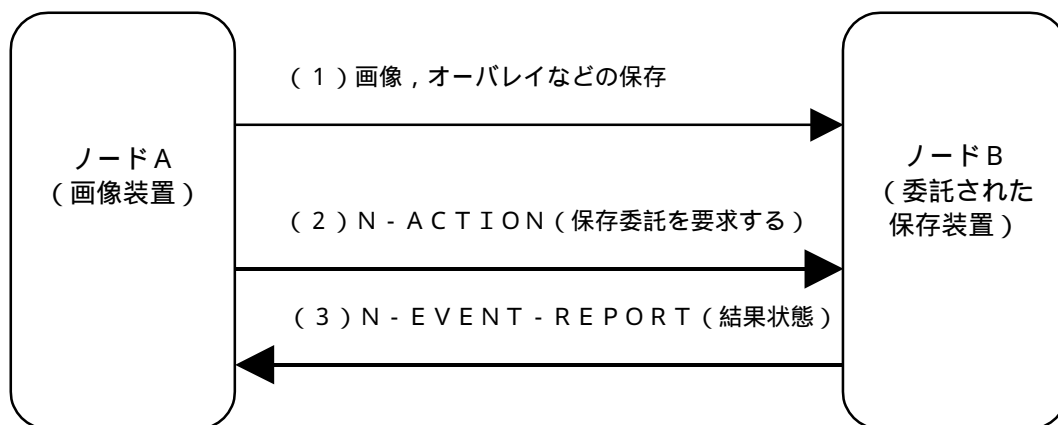 (1)画像,オーバレイなどの保存
ノードA
(画像装置)
ノードB
(委託された
保存装置)
(2)N-ACTION(保存委託を要求する)
(3)N-EVENT-REPORT(結果状態)